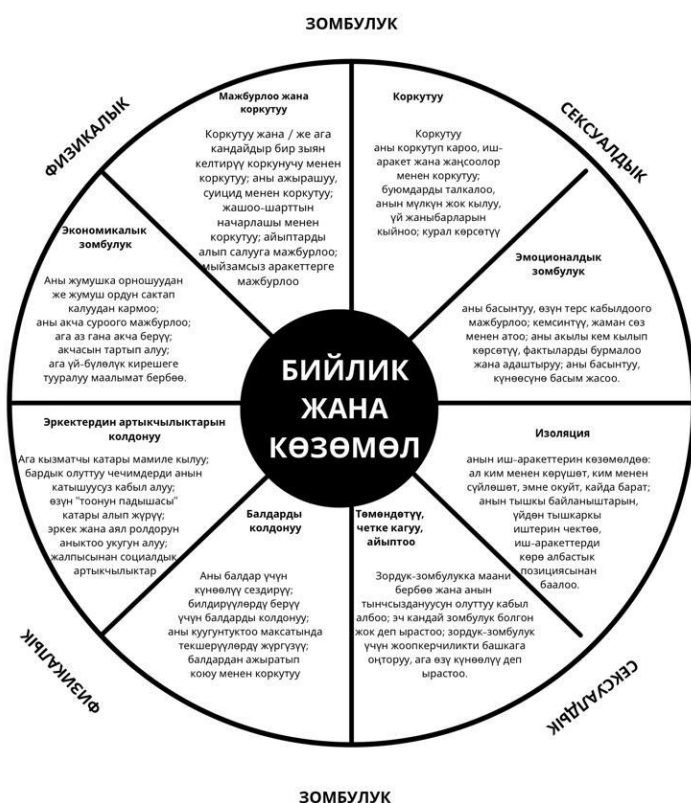 ЗОМБУЛУК
ФИЗИКАЛЫК
СЕКСУАЛДЫК
Мажбурлоо жана
коркутуу
Коркутуу жана / же ага
кандайдыр бир зыян
келтирүү коркунучу менен
коркутуу; аны ажырашуу,
суицид менен коркутуу;
жашоо-шарттын
начарлашы менен
коркутуу; айыптарды
алып салууга мажбурлоо;
мыйзамсыз аракеттерге
мажбурлоо
Коркутуу
Коркутуу
аны коркутуп кароо, иш-
аракет жана жаңсоолор
менен коркутуу;
буюмдарды талкалоо,
анын мүлкүн жок кылуу,
үй жаныбарларын
кыйноо; курал көрсөтүү
Экономикалык
зомбулук
Аны жумушка орношуудан
же жумуш ордун сактап
калуудан кармоо;
аны акча суроого мажбурлоо;
ага аз гана акча берүү;
акчасын тартып алуу;
ага үй-бүлөлүк кирешеге
тууралуу маалымат бербөө.
Эмоционалдык
зомбулук
аны басынтуу, өзүн терс кабылдоого
мажбурлоо; кемсинтүү, жаман сөз
менен атоо; аны акылы кем кылып
көрсөтүү, фактыларды бурмалоо
жана адаштыруу; аны басынтуу,
күнөөсүнө басым жасоо.
БИЙЛИК
ЖАНА
КӨЗӨМӨЛ
Эркектердин артыкчылыктарын
колдонуу
Ага кызматчы катары мамиле кылуу;
бардык олуттуу чечимдерди анын
катышуусуз кабыл алуу;
өзүн "тоонун падышасы"
катары алып жүрүү;
эркек жана аял ролдорун
аныктоо укугун алуу;
жалпысынан социалдык
артыкчылыктар
Изоляция
анын иш-аракеттерин көзөмөлдөө:
ал ким менен көрүшөт, ким менен
сүйлөшөт, эмне окуйт, кайда барат;
анын тышкы байланыштарын,
үйдөн тышкаркы
иштерин чектөө,
иш-аракеттерди
көрө албастык
позициясынан
баалоо.
Балдарды
колдонуу
Аны балдар үчүн
күнөөлүү сездирүү;
билдирүүлөрдү берүү
үчүн балдарды колдонуу;
аны куугунтуктоо максатында
текшерүүлөрдү жүргүзүү;
балдардан ажыратып
коюу менен коркутуу
Төмөндөтүү,
четке кагуу,
айыптоо
Зордук-зомбулукка маани
бербөө жана анын
тынчсыздануусун олуттуу кабыл
албоо; эч кандай зомбулук болгон
жок деп ырастоо; зордук-зомбулук
үчүн жоопкерчиликти башкага
оңторуу, ага өзү күнөөлүү деп
ырастоо.
ФИЗИКАЛЫК
СЕКСУАЛДЫК
ЗОМБУЛУК